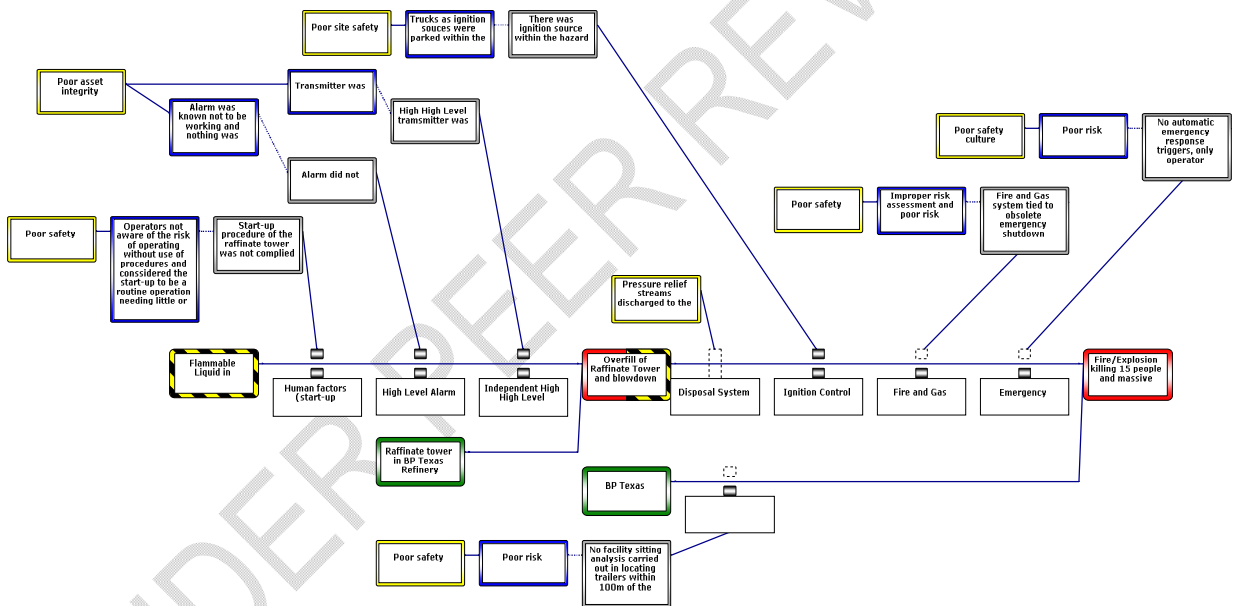 Poor site safety
Trucks as ignition
souces were
parked within the
There was
ignition source
within the hazard
Poor asset
integrity
Transmitter was
Alarm was
known not to be
working and
nothing was
High High Level
tramsmitter was
Alarm did not
Poor safety
culture
Poor risk
No automatic
emergency
response
triggers, only
operator
Poor safety
Improper risk
assessment and
poor risk
Fire and Gas
system tied to
obsolete
emergency
shutdown
Poor safety
Operators not
aware of the risk
of operating
without use of
procedures and
conssidered the
start-up to be a
routine operation
needing little or
Start-up
procedure of the
raffinate tower
was not complied
Pressure relief
streams
discharged to the
Flammable
Liquid in
Human factors
(start-up
High Level Alarm
Independent High
High Level
Overfill of
Raffinate Tower
and blowdown
Disposal System
Ignition Control
Fire and Gas
Emergency
Fire/Explosion
killing 15 people
and massive
Raffinate tower
in BP Texas
Refinery
BP Texas
Poor safety
Poor risk
No facility sitting
analysis carried
out in locating
trailers within
100m of the
UNDER PEER REV